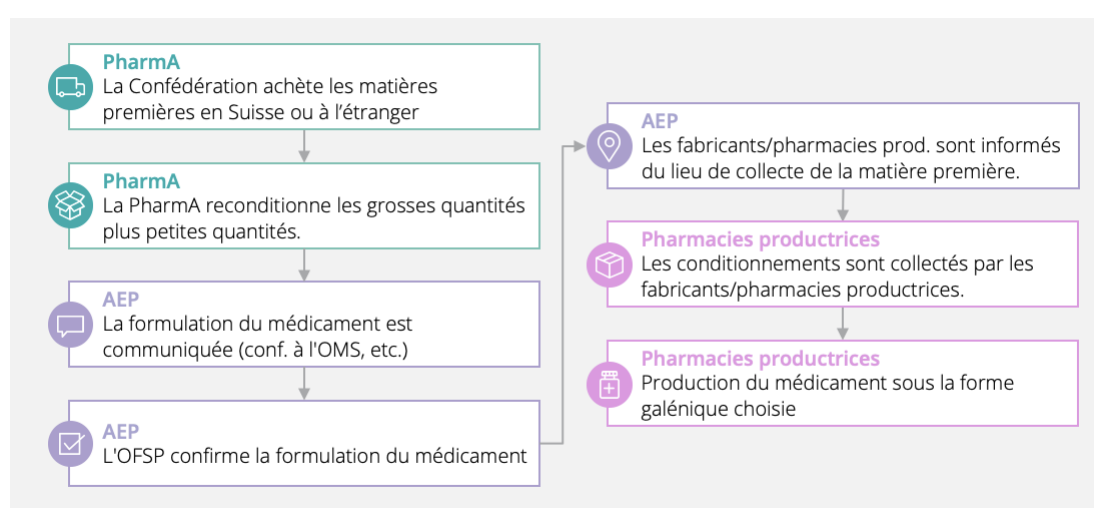 PharmA
La Confédération achète les matières
premières en Suisse ou à l’étranger
PharmA
La PharmA reconditionne les grosses quantités
plus petites quantités.
AEP
La formulation du médicament est
communiquée (conf. à l'OMS, etc.)
AEP
L'OFSP confirme la formulation du médicament
AEP
Les fabricants/pharmacies prod. sont informés
du lieu de collecte de la matière première.
Pharmacies productrices
Les conditionnements sont collectés par les
fabricants/pharmacies productrices.
Pharmacies productrices
Production du médicament sous la forme
galénique choisie